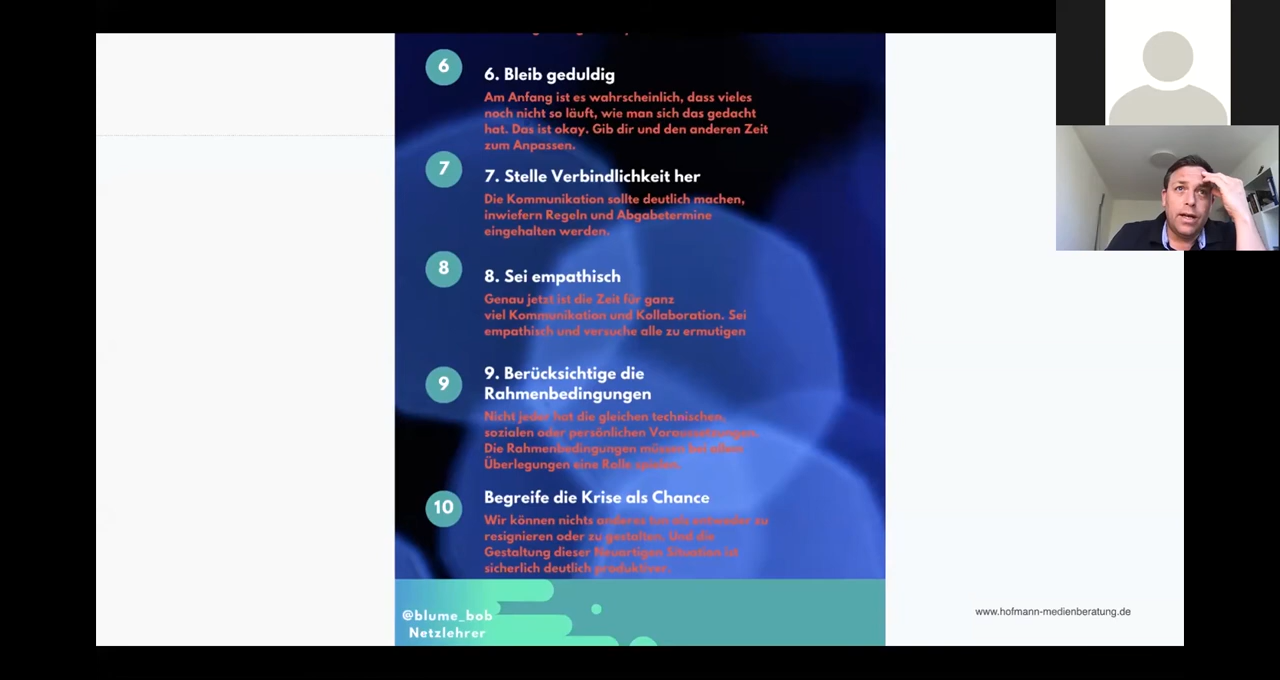 6
6. Bleib geduldig
Am Anfang ist es wahrscheinlich, dass vieles
noch nicht so läuft, wie man sich das gedacht
hat. Das ist okay. Gib dir und den anderen Zeit
zum Anpassen.
7
7. Stelle Verbindlichkeit her
Die Kommunikation sollte deutlich machen,
inwiefern Regeln und Abgabetermine
eingehalten werden.
8
8. Sei empathisch
Genau jetzt ist die Zeit für ganz
viel Kommunikation und Kollaboration. Sei
empathisch und versuche alle zu ermutigen
9
9. Berücksichtige die
Rahmenbedingungen
Nicht jeder hat die gleichen technischen,
sozialen oder persönlichen Voraussetzungen.
Die Rahmenbedingungen müssen bei allen
Überlegungen eine Rolle spielen.
10
Begreife die Krise als Chance
Wir können nichts anderes tun als entweder zu
resignieren oder zu gestalten. Und die
Gestaltung dieser Neuartigen Situation ist
sicherlich deutlich produktiver.
@blume_bob
Netzlehrer
www.hofmann-medienberatung.de